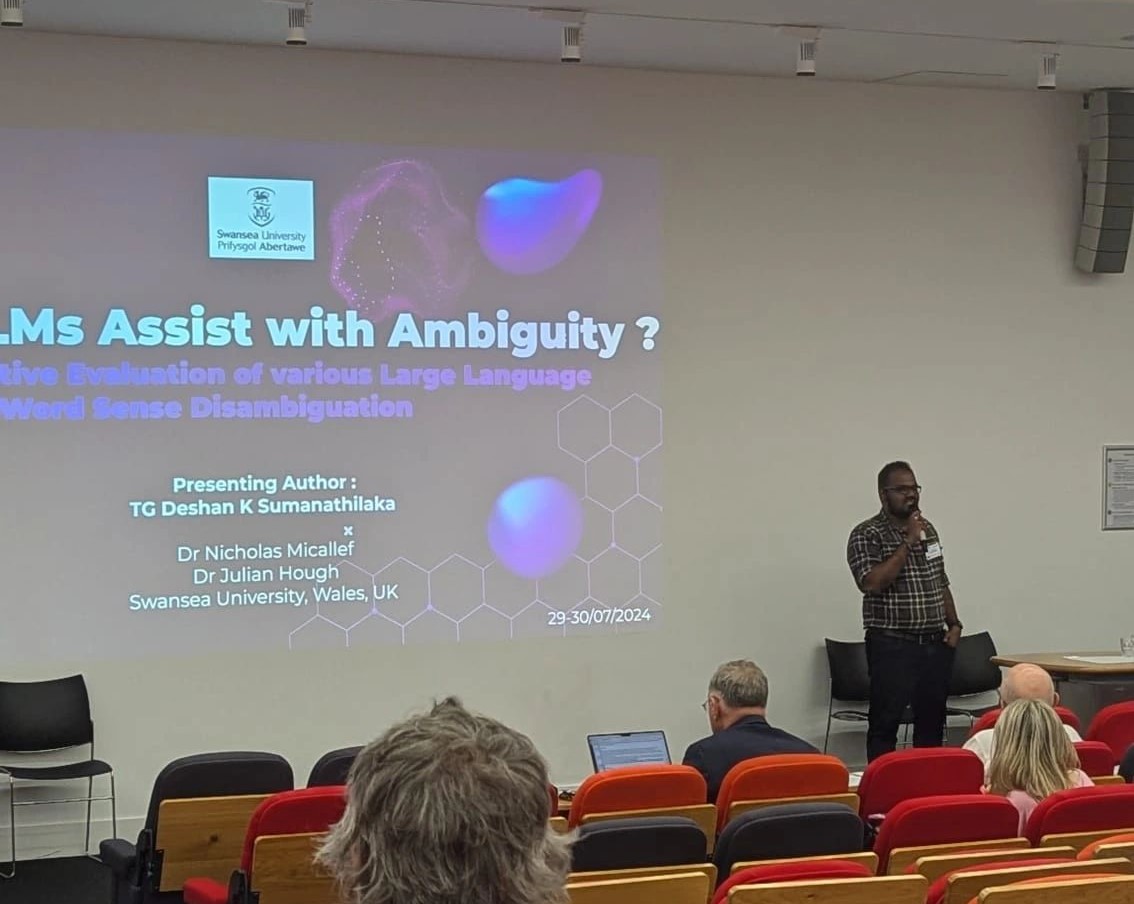 Swansea University
Prifysgol Abertawe
LMs Assist with Ambiguity ?
tive Evaluation of various Large Language
Word Sense Disambiguation
Presenting Author :
TG Deshan K Sumanathilaka
x
Dr Nicholas Micallef
Dr Julian Hough
Swansea University, Wales, UK
29-30/07/2024